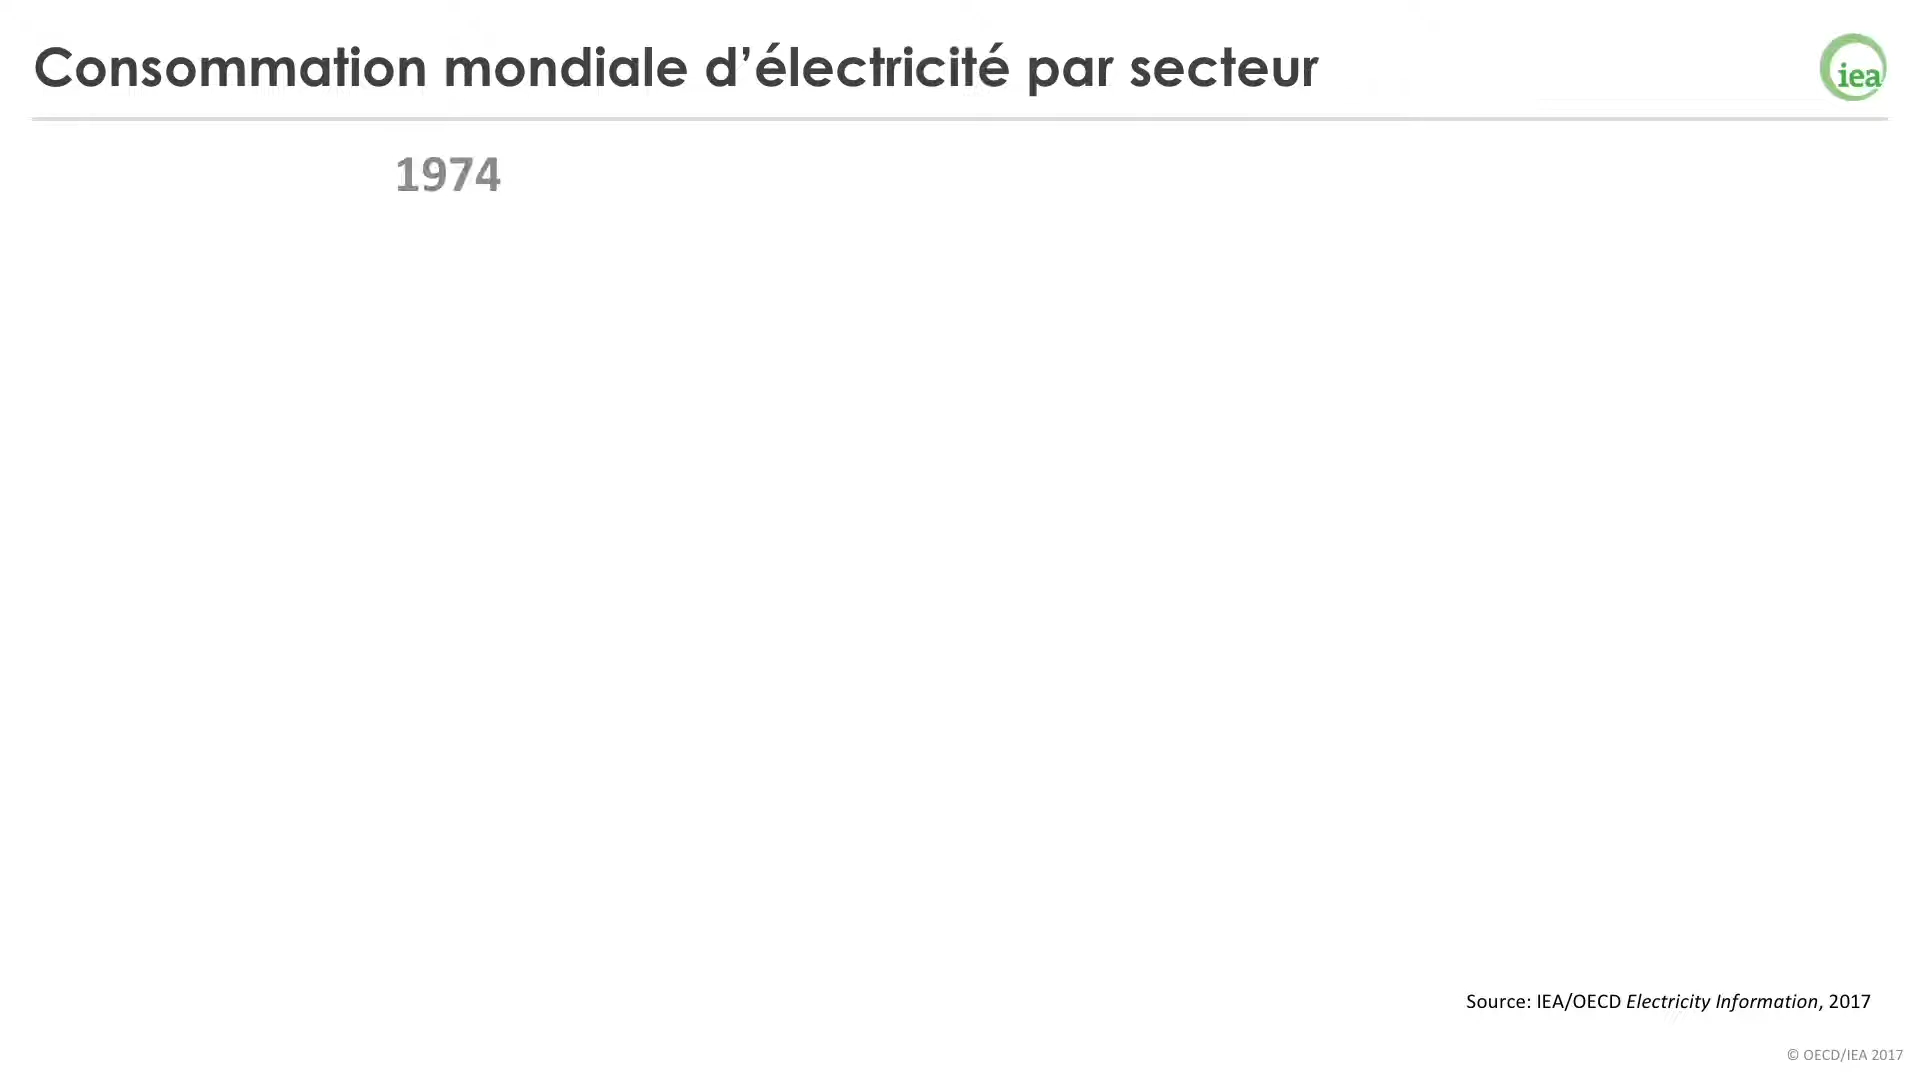 Consommation mondiale d’électricité par secteur
iea
1974
Source: IEA/OECD Electricity Information, 2017
© OECD/IEA 2017